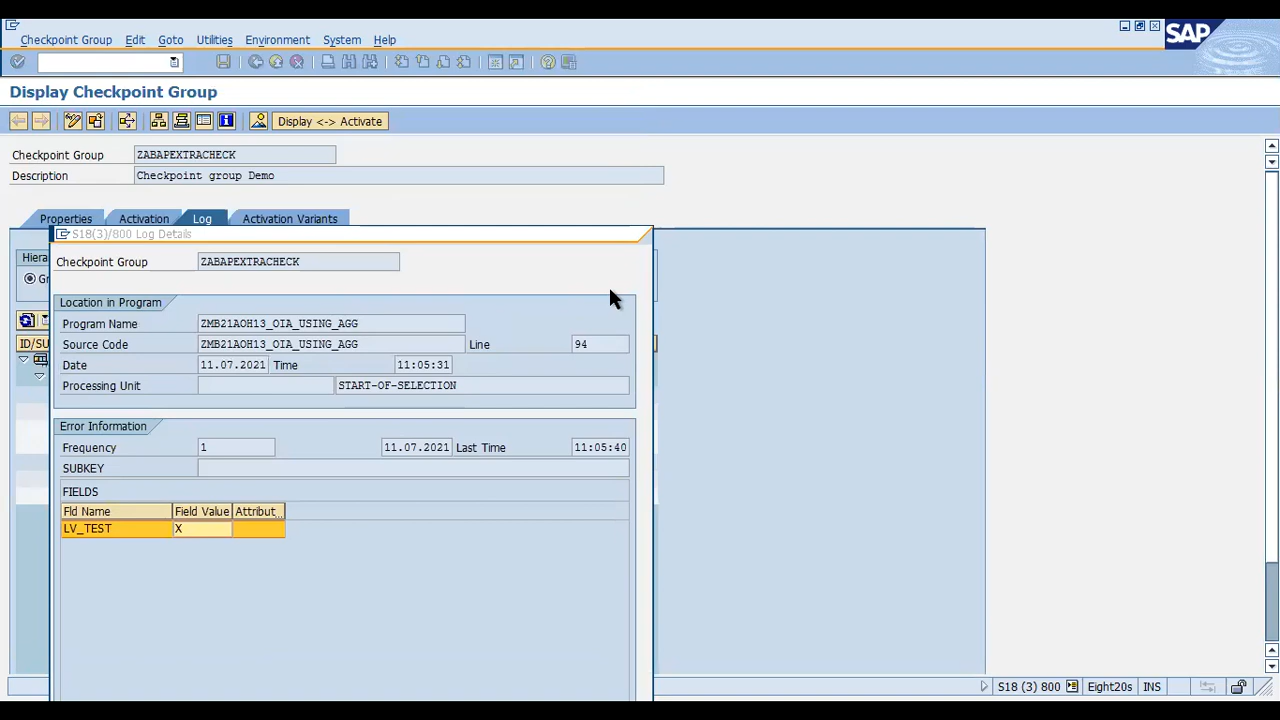 Checkpoint Group Edit Goto Utilities Environment System Help
SAP
Display Checkpoint Group
Display <-> Activate
Checkpoint Group ZABAPEXTRACHECK
Description Checkpoint group Demo
Properties Activation Log Activation Variants
S18(3)/800 Log Details
Hiera
Checkpoint Group ZABAPEXTRACHECK
Gr
Location in Program
Program Name ZMB21AOH13_OIA_USING_AGG
Source Code ZMB21AOH13_OIA_USING_AGG Line 94
ID/SU
Date 11.07.2021 Time 11:05:31
Processing Unit START-OF-SELECTION
Error Information
Frequency 1 11.07.2021 Last Time 11:05:40
SUBKEY
FIELDS
Fld Name Field Value Attribut...
LV_TEST X
S18 (3) 800 Eight20s INS